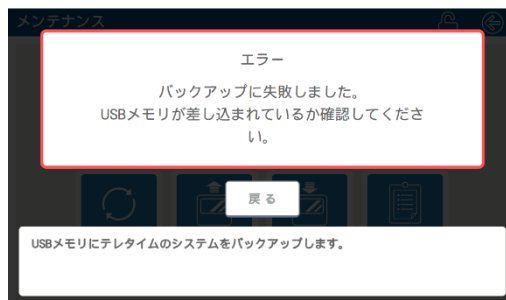 メンテナンス
エラー
バックアップに失敗しました。
USBメモリが差し込まれているか確認してくださ
い。
戻る
USBメモリにテレタイムのシステムをバックアップします。